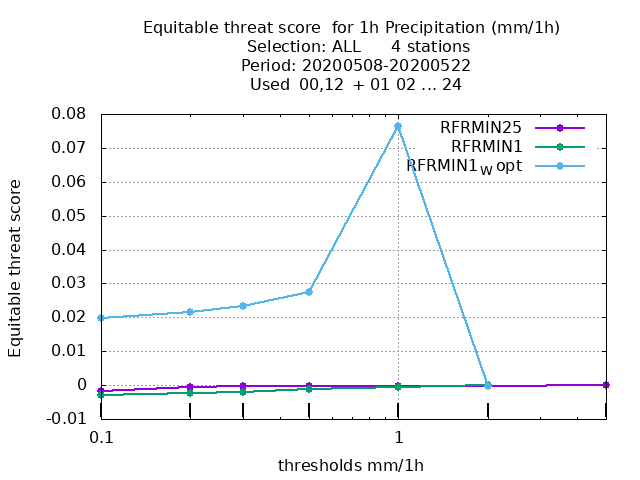 Equitable threat score  for 1h Precipitation (mm/1h)
Selection: ALL      4 stations
Period: 20200508-20200522
Used  00,12  + 01 02 ... 24
RFRMIN25
RFRMIN1
RFRMIN1W opt
0.08
0.07
0.06
0.05
0.04
0.03
0.02
0.01
0
-0.01
Equitable threat score
0.1
1
thresholds mm/1h